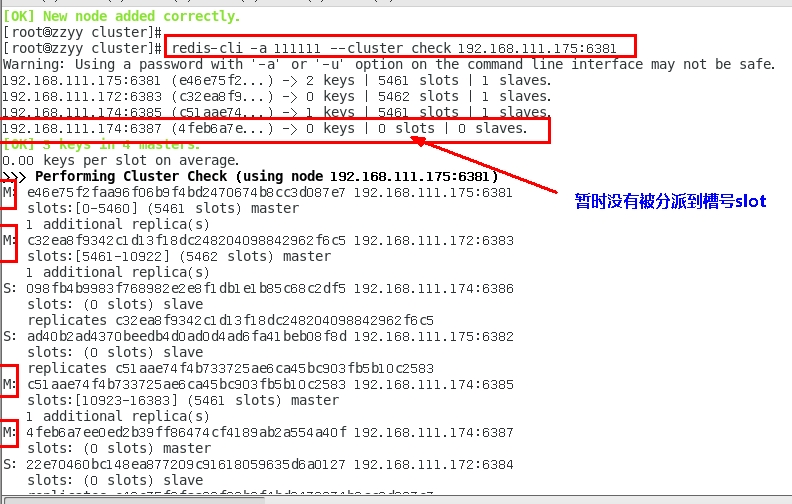 [OK] New node added correctly.
[root@zzyy cluster]#
[root@zzyy cluster]# redis-cli -a 111111 --cluster check 192.168.111.175:6381
Warning: Using a password with '-a' or '-u' option on the command line interface may not be safe.
192.168.111.175:6381 (e46e75f2...) -> 2 keys | 5461 slots | 1 slaves.
192.168.111.172:6383 (c32ea8f9...) -> 0 keys | 5462 slots | 1 slaves.
192.168.111.174:6385 (c51aae74...) -> 1 keys | 5461 slots | 1 slaves.
192.168.111.174:6387 (4feb6a7e...) -> 0 keys | 0 slots | 0 slaves.
[OK] 3 keys in 4 masters.
0.00 keys per slot on average.
>>> Performing Cluster Check (using node 192.168.111.175:6381)
M: e46e75f2faa96f06b9f4bd2470674b8cc3d087e7 192.168.111.175:6381
slots:[0-5460] (5461 slots) master
1 additional replica(s)
暂时没有被分派到槽号slot
M: c32ea8f9342c1d13f18dc248204098842962f6c5 192.168.111.172:6383
slots:[5461-10922] (5462 slots) master
1 additional replica(s)
S: 098fb4b9983f768982e2e8f1db1e1b85c68c2df5 192.168.111.174:6386
slots: (0 slots) slave
replicates c32ea8f9342c1d13f18dc248204098842962f6c5
S: ad40b2ad4370beedb4d0ad0d4ad6fa41beb08f8d 192.168.111.175:6382
slots: (0 slots) slave
replicates c51aae74f4b733725ae6ca45bc903fb5b10c2583
M: c51aae74f4b733725ae6ca45bc903fb5b10c2583 192.168.111.174:6385
slots:[10923-16383] (5461 slots) master
1 additional replica(s)
M: 4feb6a7ee0ed2b39ff86474cf4189ab2a554a40f 192.168.111.174:6387
slots: (0 slots) master
S: 22e70460bc148ea877209c91618059635d6a0127 192.168.111.172:6384
slots: (0 slots) slave